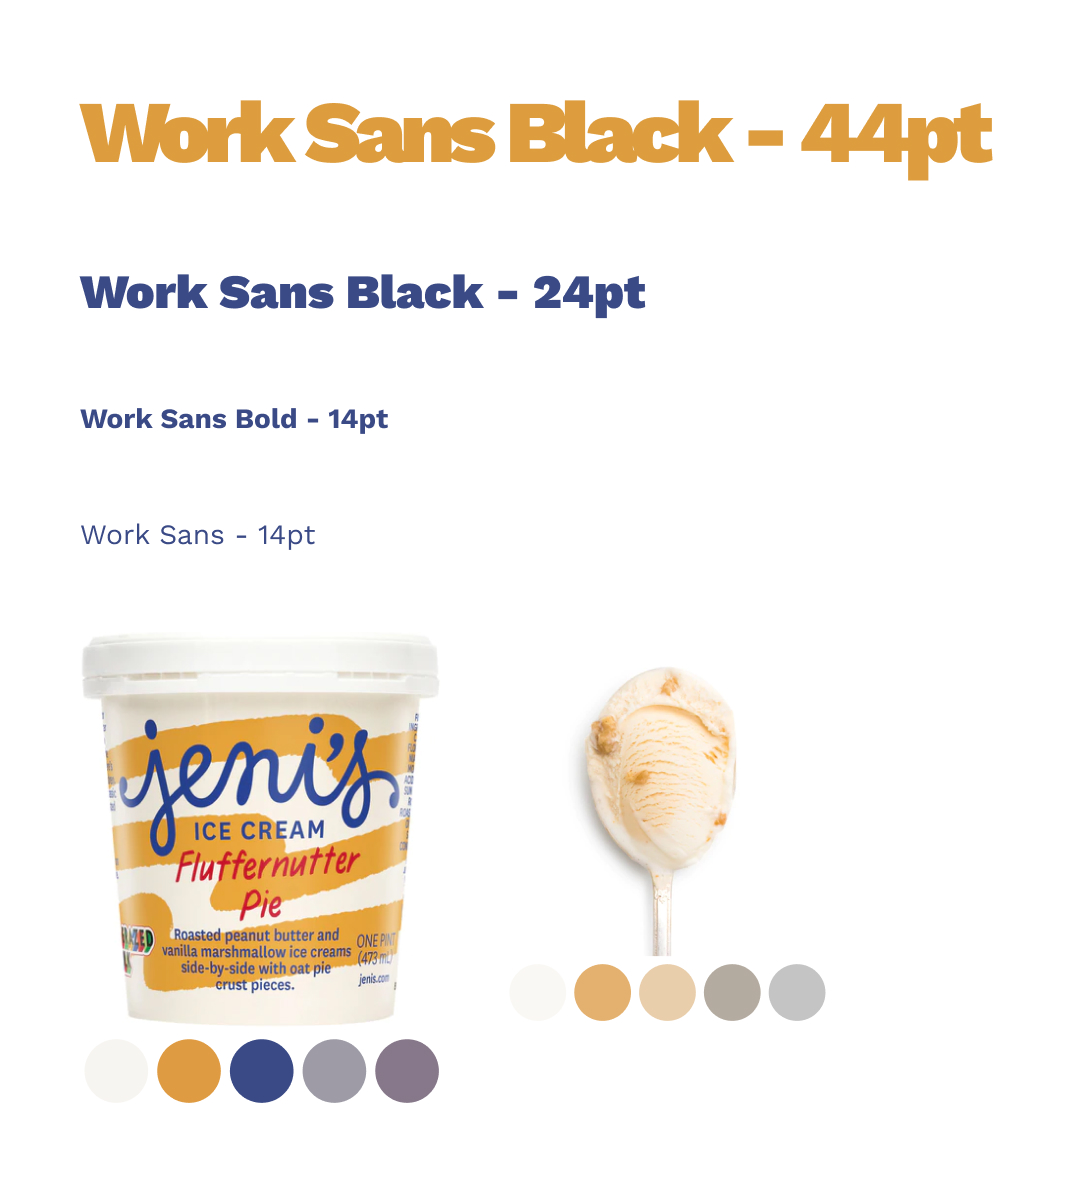 Work Sans Black - 44pt
Work Sans Black - 24pt
Work Sans Bold - 14pt
Work Sans - 14pt
jeni's
ICE CREAM
Fluffernutter
Pie
Roasted peanut butter and
vanilla marshmallow ice creams
side-by-side with oat pie
crust pieces.
ONE PINT
(473 mL)
jenis.com